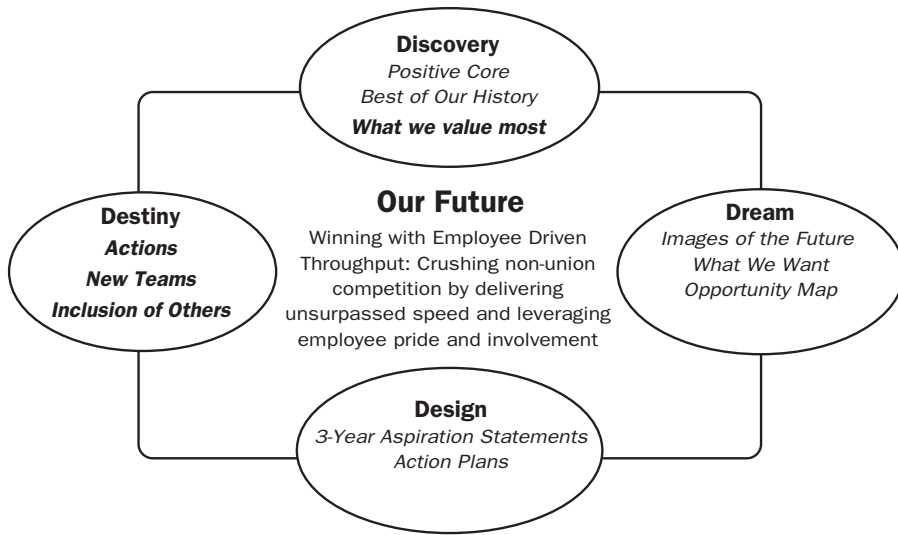 Discovery
Positive Core
Best of Our History
What we value most
Our Future
Winning with Employee Driven
Throughput: Crushing non-union
competition by delivering
unsurpassed speed and leveraging
employee pride and involvement
Destiny
Actions
New Teams
Inclusion of Others
Dream
Images of the Future
What We Want
Opportunity Map
Design
3-Year Aspiration Statements
Action Plans